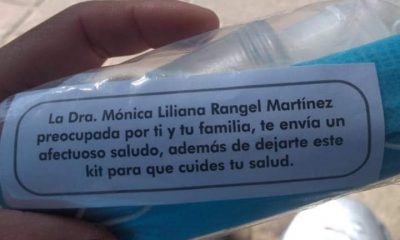 La Dra. Mónica Liliana Rangel Martínez
preocupada por ti y tu familia, te envía un
afectuoso saludo, además de dejarte este
kit para que cuides tu salud.